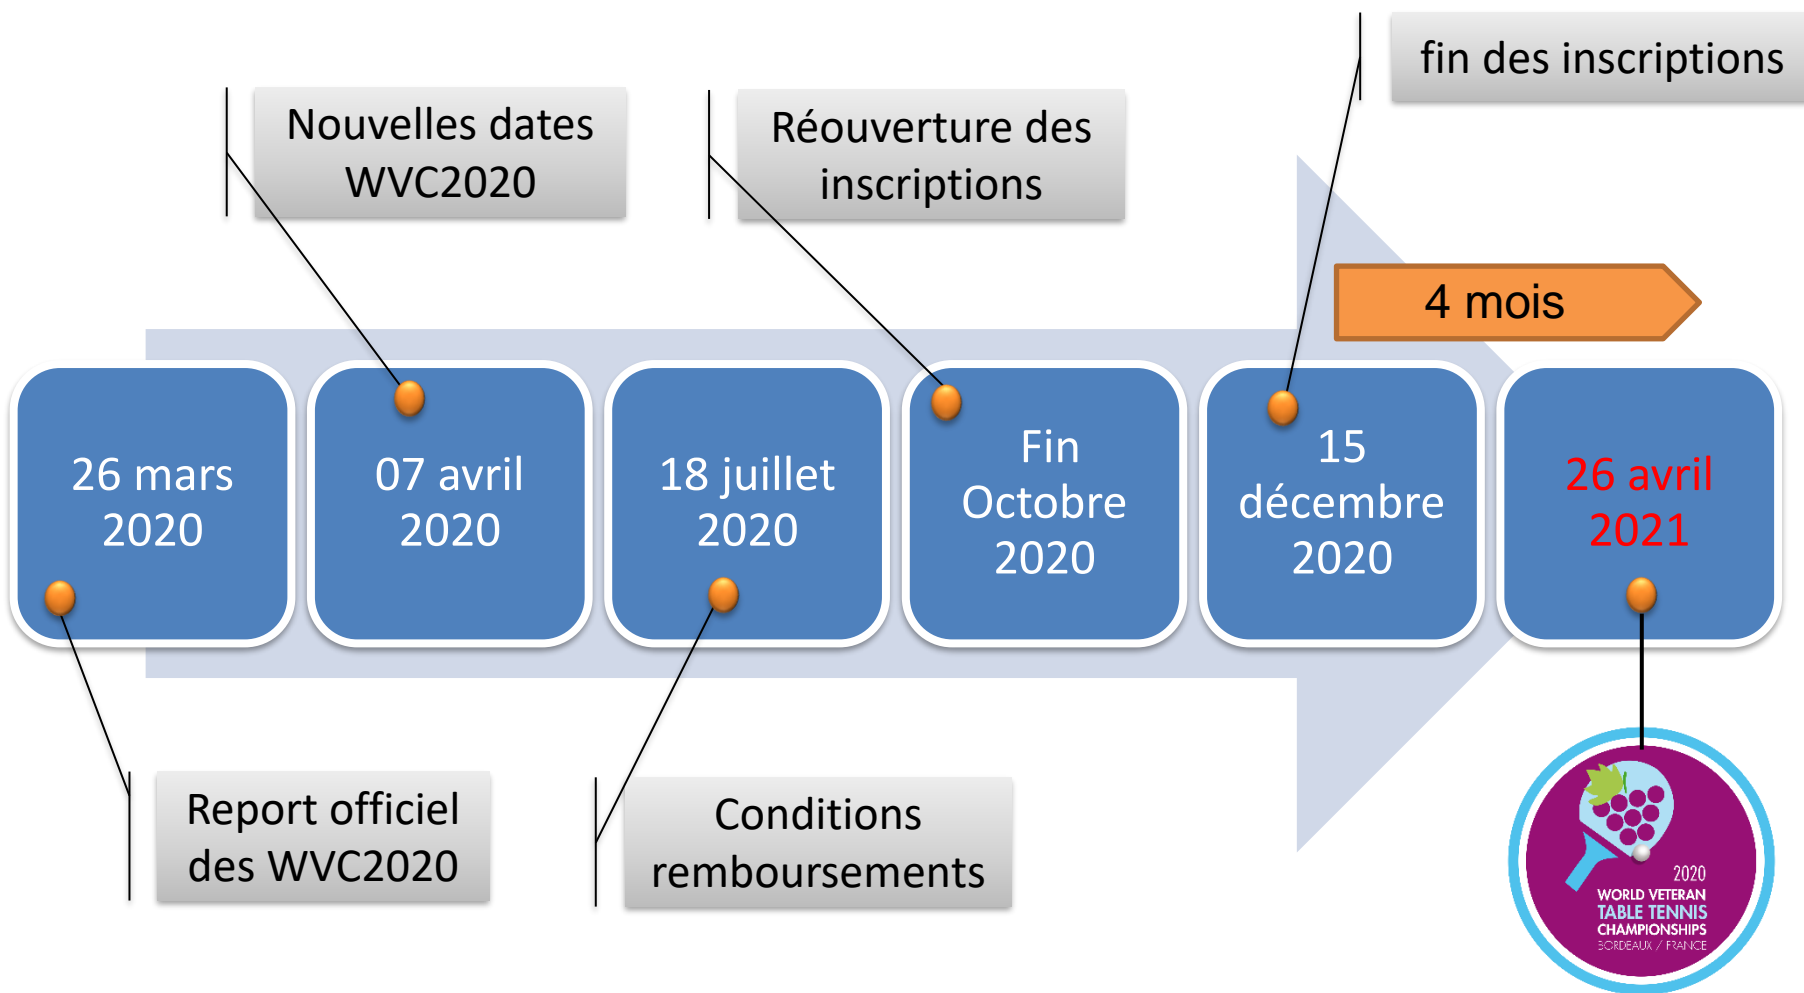 fin des inscriptions
Nouvelles dates
WVC2020
Réouverture des
inscriptions
4 mois
26 mars
2020
07 avril
2020
18 juillet
2020
Fin
Octobre
2020
15
décembre
2020
26 avril
2021
Report officiel
des WVC2020
Conditions
remboursements
2020
WORLD VETERAN
TABLE TENNIS
CHAMPIONSHIPS
BORDEAUX / FRANCE